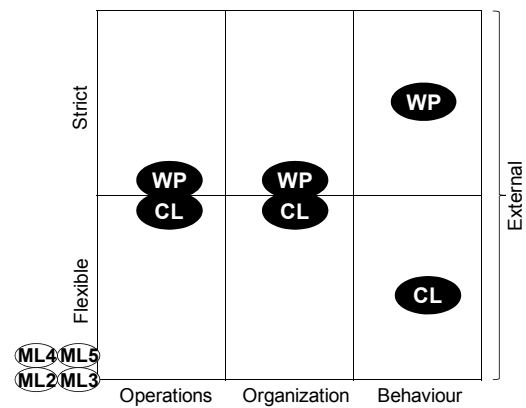 Strict
WP
WP WP
CL CL
External
Flexible
CL
ML4 ML5
ML2 ML3
Operations Organization Behaviour